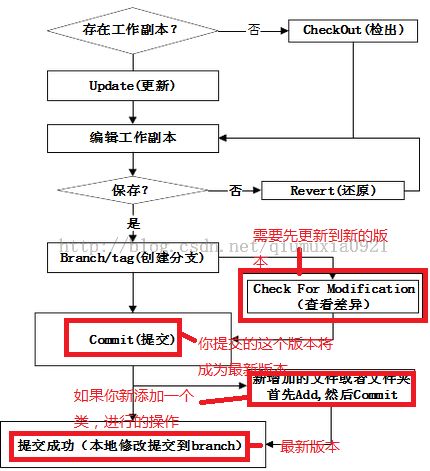 存在工作副本？
否
CheckOut(检出)
Update(更新)
编辑工作副本
保存？
否
Revert(还原)
是
http://blog.csdn.net/qiumuxia0921
需要先更新到新的版
本
Branch/tag(创建分支)
Check For Modification
(查看差异)
Commit(提交)
你提交的这个版本将
成为最新版本
如果你新添加一个
类，进行的操作
新增加的文件或者文件夹
首先Add,然后Commit
提交成功（本地修改提交到branch）
最新版本